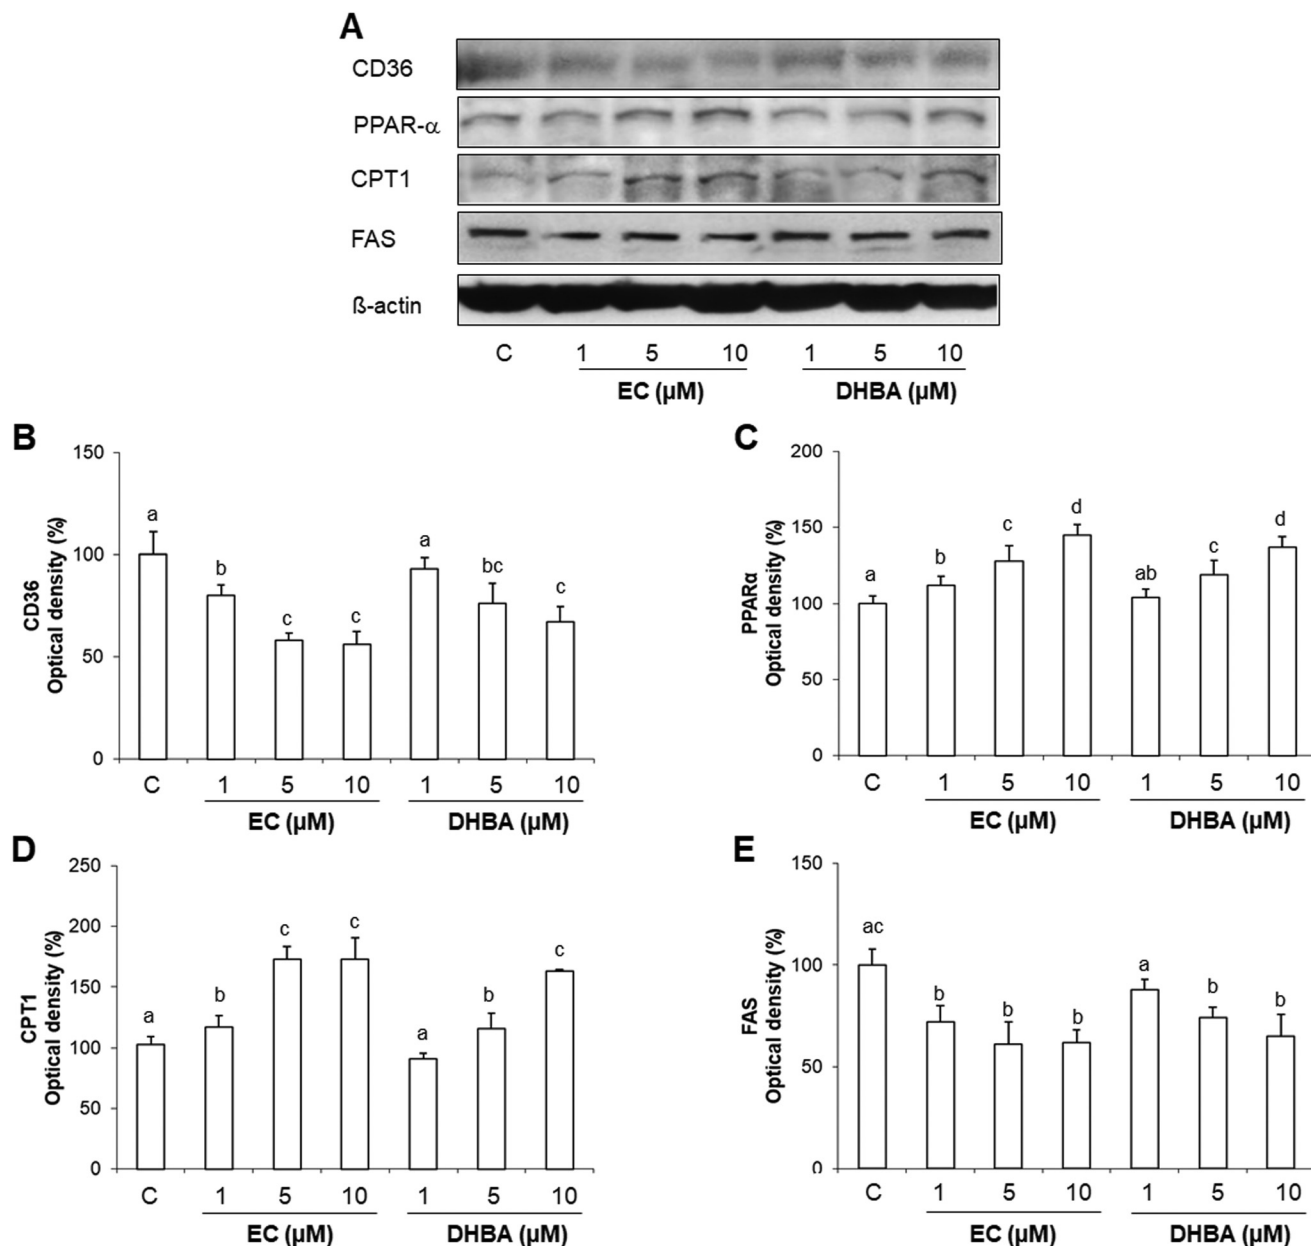 A
CD36
PPAR-α
CPT1
FAS
ß-actin
C 1 5 10 1 5 10
EC (µM) DHBA (µM)
B
CD36
Optical density (%)
150
100
50
0
a b c c a bc c
C 1 5 10 1 5 10
EC (µM) DHBA (µM)
C
PPARα
Optical density (%)
200
150
100
50
0
a b c d ab c d
C 1 5 10 1 5 10
EC (µM) DHBA (µM)
D
CPT1
Optical density (%)
250
200
150
100
50
0
a b c c a b c
C 1 5 10 1 5 10
EC (µM) DHBA (µM)
E
FAS
Optical density (%)
150
100
50
0
ac b b b a b b
C 1 5 10 1 5 10
EC (µM) DHBA (µM)